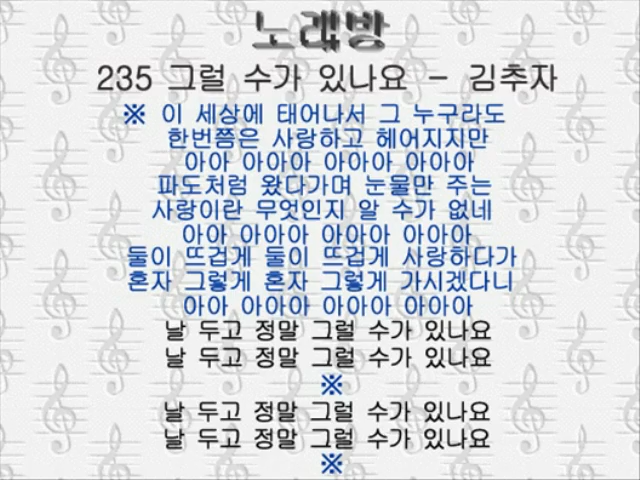 노래방
235 그럴 수가 있나요 - 김추자
※ 이 세상에 태어나서 그 누구라도
한번쯤은 사랑하고 헤어지지만
아아 아아아 아아아 아아아
파도처럼 왔다가며 눈물만 주는
사랑이란 무엇인지 알 수가 없네
아아 아아아 아아아 아아아
둘이 뜨겁게 둘이 뜨겁게 사랑하다가
혼자 그렇게 혼자 그렇게 가시겠다니
아아 아아아 아아아 아아아
날 두고 정말 그럴 수가 있나요
날 두고 정말 그럴 수가 있나요
※
날 두고 정말 그럴 수가 있나요
날 두고 정말 그럴 수가 있나요
※